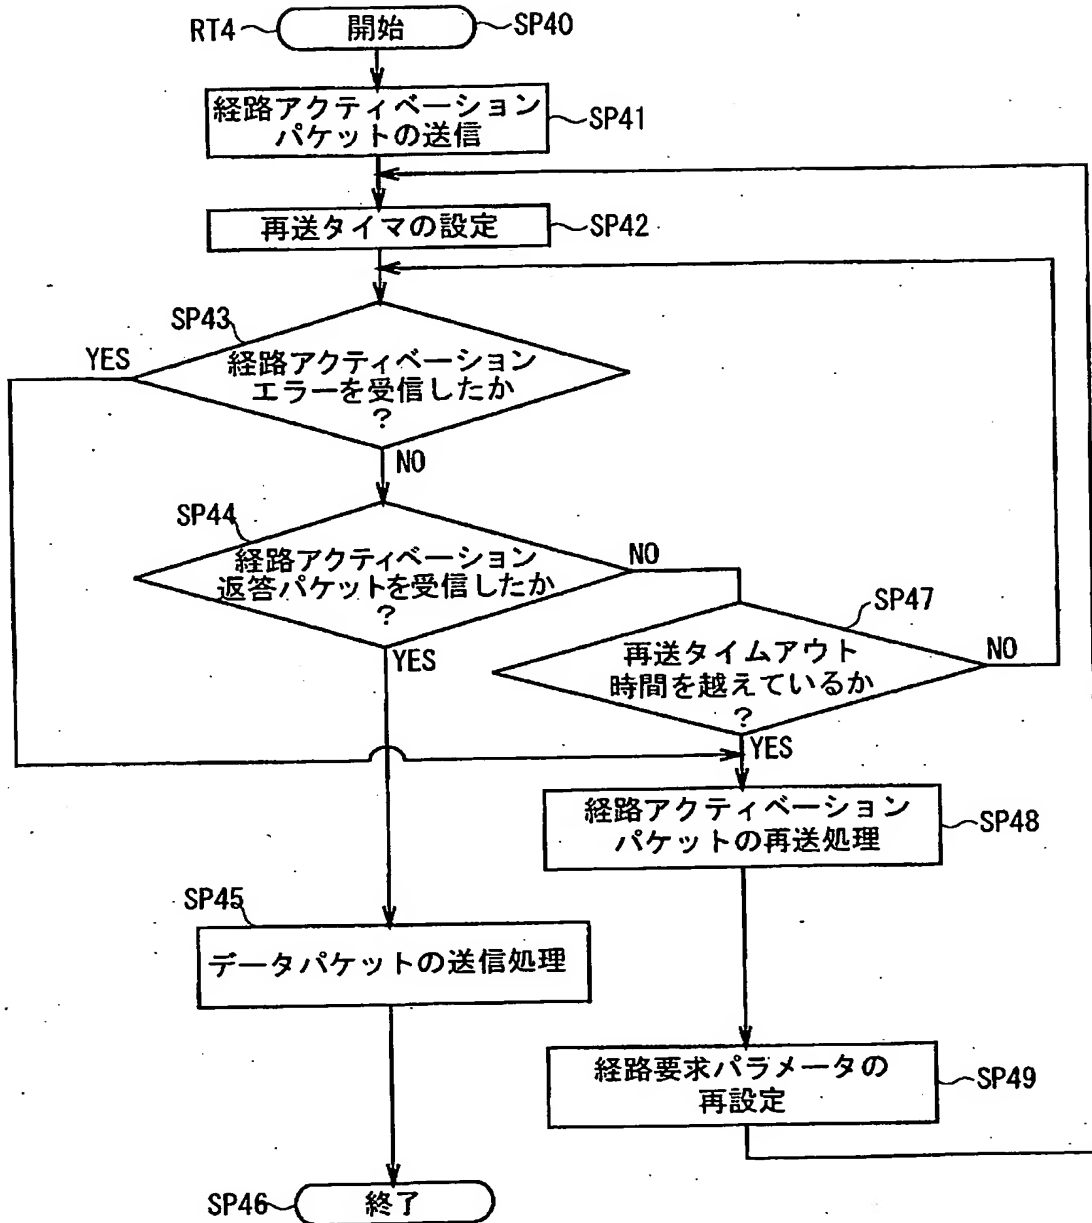 RT4
開始
SP40
経路アクティベーション
パケットの送信
SP41
再送タイマの設定
SP42
SP43
YES
経路アクティベーション
エラーを受信したか
?
NO
SP44
経路アクティベーション
返答パケットを受信したか
?
NO
YES
SP47
再送タイムアウト
時間を越えているか
?
NO
YES
経路アクティベーション
パケットの再送処理
SP48
SP45
データパケットの送信処理
経路要求パラメータの
再設定
SP49
SP46
終了